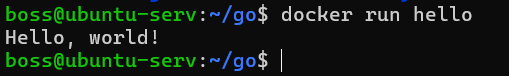 boss@ubuntu-serv:~/go$ docker run hello
Hello, world!
boss@ubuntu-serv:~/go$